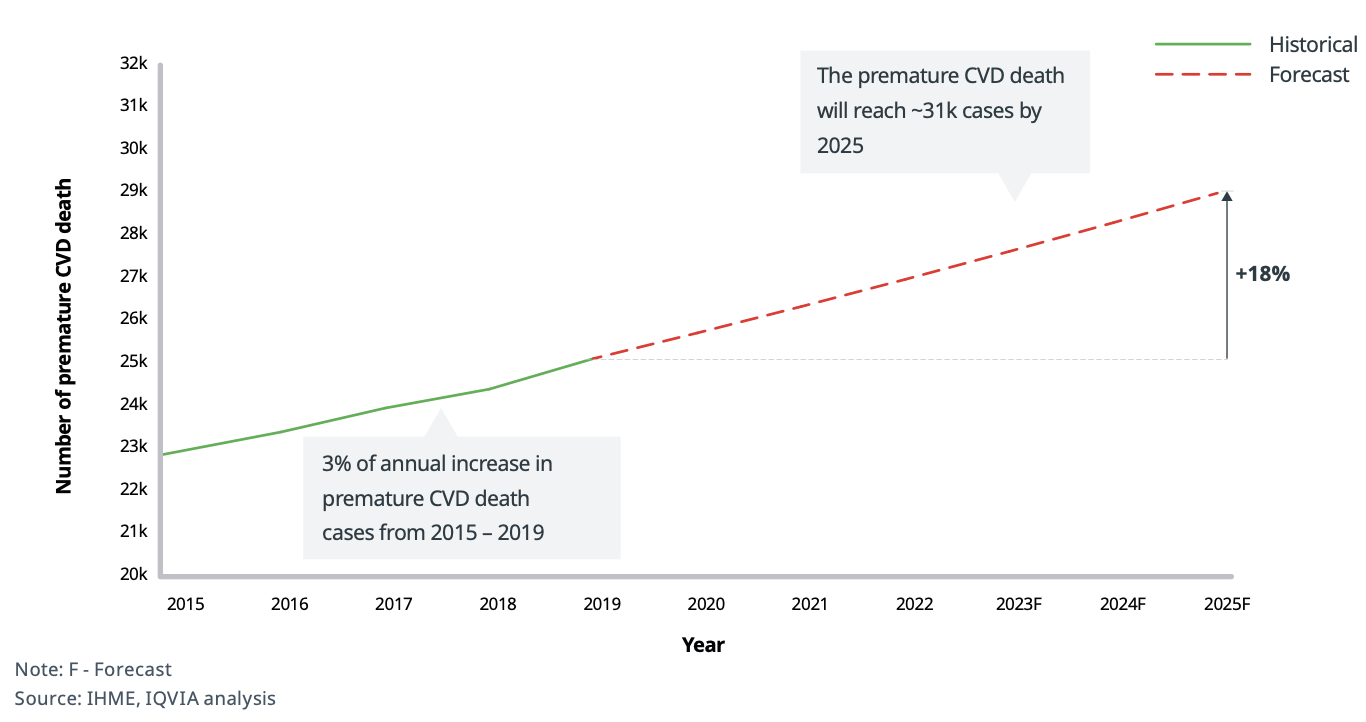 Historical
Forecast
The premature CVD death
will reach ~31k cases by
2025
32k
31k
30k
29k
28k
27k
26k
25k
24k
23k
22k
21k
20k
Number of premature CVD death
+18%
3% of annual increase in
premature CVD death
cases from 2015 – 2019
2015 2016 2017 2018 2019 2020 2021 2022 2023F 2024F 2025F
Year
Note: F - Forecast
Source: IHME, IQVIA analysis